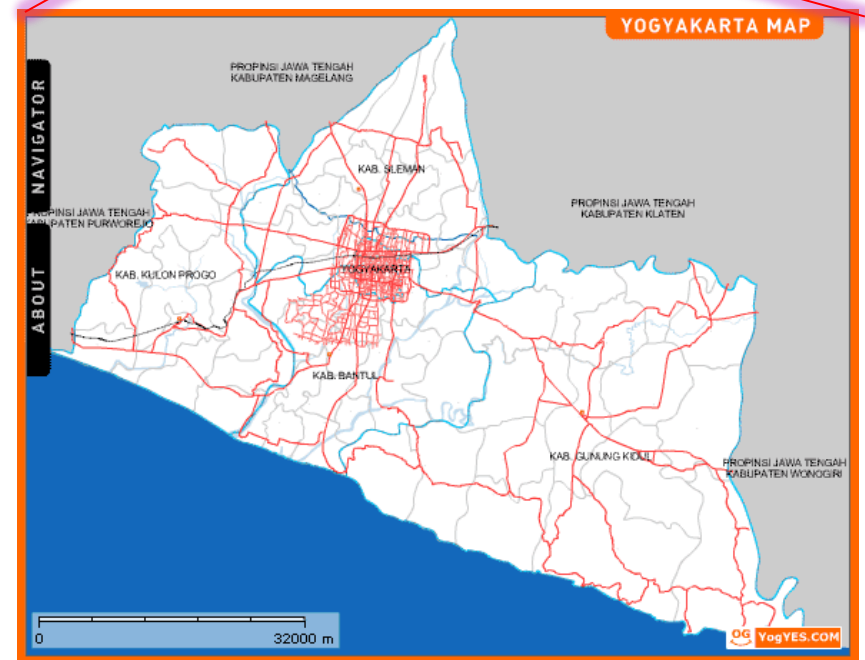 YOGYAKARTA MAP
PROPINSI JAWA TENGAH
KABUPATEN MAGELANG
NAVIGATOR
KAB. SLEMAN
PROPINSI JAWA TENGAH
KABUPATEN KLATEN
PROPINSI JAWA TENGAH
KABUPATEN PURWOREJO
YOGYAKARTA
KAB. KULON PROGO
ABOUT
KAB. BANTUL
KAB. GUNUNG KIDUL
PROPINSI JAWA TENGAH
KABUPATEN WONOGIRI
0 32000 m
OG YogYES.COM